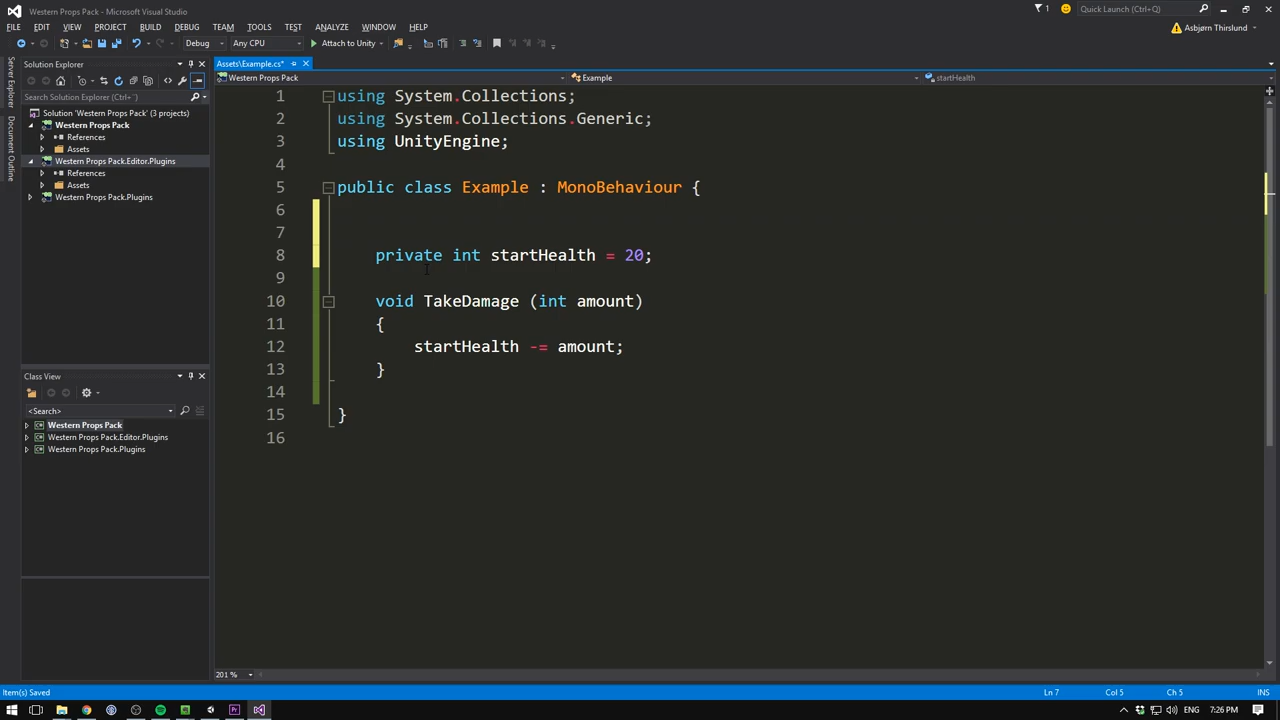 Western Props Pack - Microsoft Visual Studio
1
Quick Launch (Ctrl+Q)
FILE EDIT VIEW PROJECT BUILD DEBUG TEAM TOOLS TEST ANALYZE WINDOW HELP
Asbjørn Thirslund
Debug Any CPU Attach to Unity
Server Explorer
Document Outline
Solution Explorer
Search Solution Explorer (Ctrl+')
Solution 'Western Props Pack' (3 projects)
Western Props Pack
References
Assets
Western Props Pack.Editor.Plugins
References
Assets
Western Props Pack.Plugins
Class View
<Search>
Western Props Pack
Western Props Pack.Editor.Plugins
Western Props Pack.Plugins
Assets\Example.cs*
Western Props Pack Example startHealth
1 using System.Collections;
2 using System.Collections.Generic;
3 using UnityEngine;
4
5 public class Example : MonoBehaviour {
6
7
8 private int startHealth = 20;
9
10 void TakeDamage (int amount)
11 {
12 startHealth -= amount;
13 }
14
15 }
16
201 %
Item(s) Saved Ln 7 Col 5 Ch 5 INS
ENG 7:26 PM